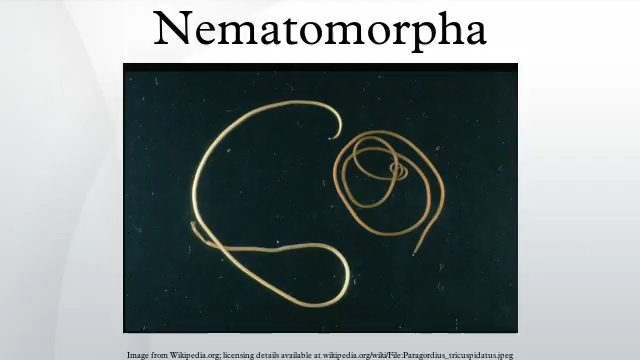 Nematomorpha
Image from Wikipedia.org; licensing details available at wikipedia.org/wiki/File:Paragordius_tricuspidatus.jpeg